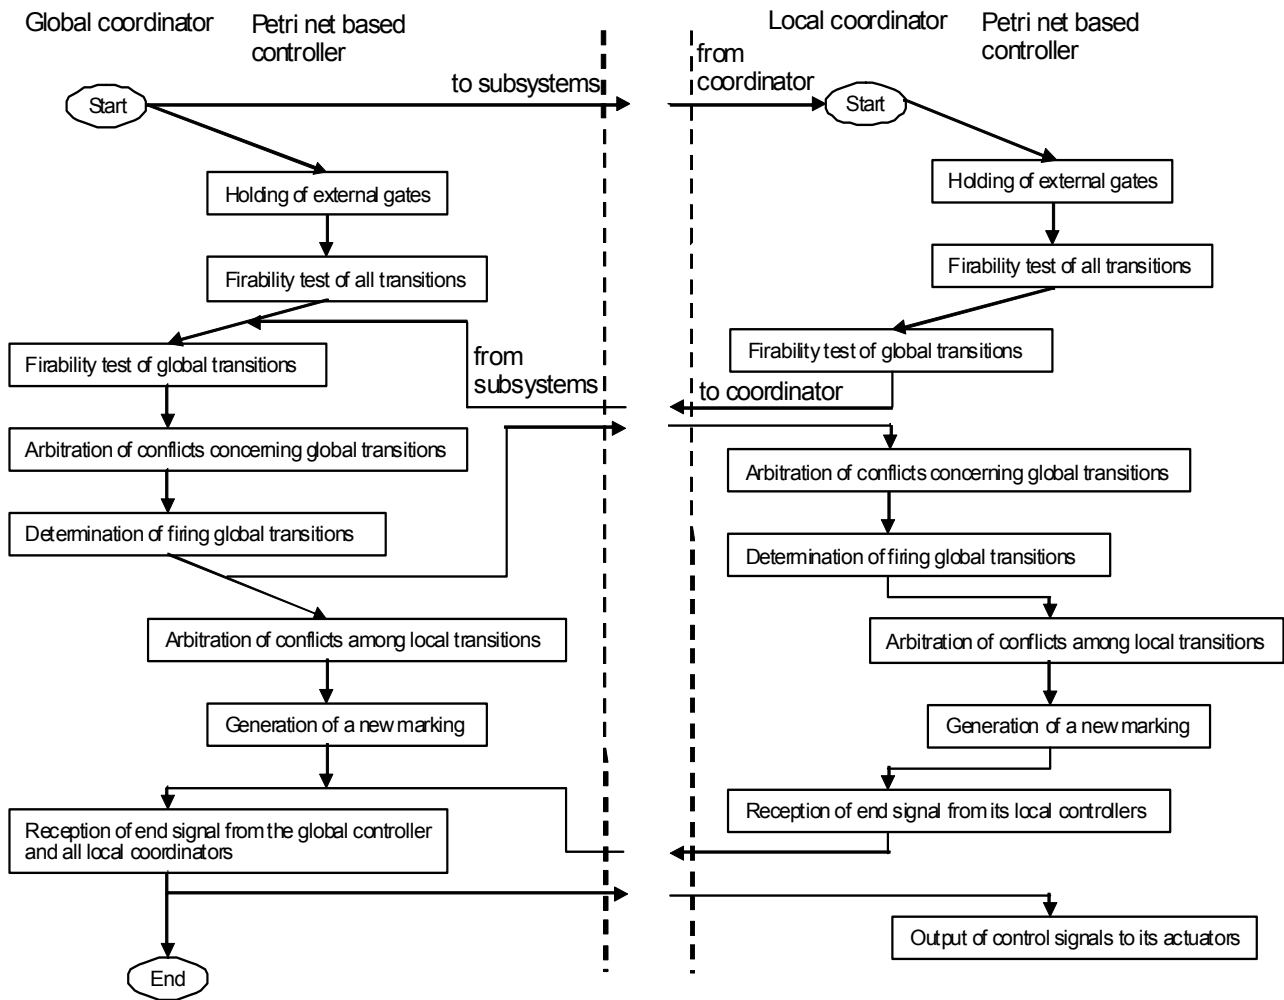 Global coordinator
Petri net based
controller
to subsystems
Start
Holding of external gates
Firability test of all transitions
Firability test of global transitions
from
subsystems
Arbitration of conflicts concerning global transitions
Determination of firing global transitions
Arbitration of conflicts among local transitions
Generation of a new marking
Reception of end signal from the global controller
and all local coordinators
End
Local coordinator
Petri net based
controller
from
coordinator
Start
Holding of external gates
Firability test of all transitions
Firability test of global transitions
to coordinator
Arbitration of conflicts concerning global transitions
Determination of firing global transitions
Arbitration of conflicts among local transitions
Generation of a new marking
Reception of end signal from its local controllers
Output of control signals to its actuators